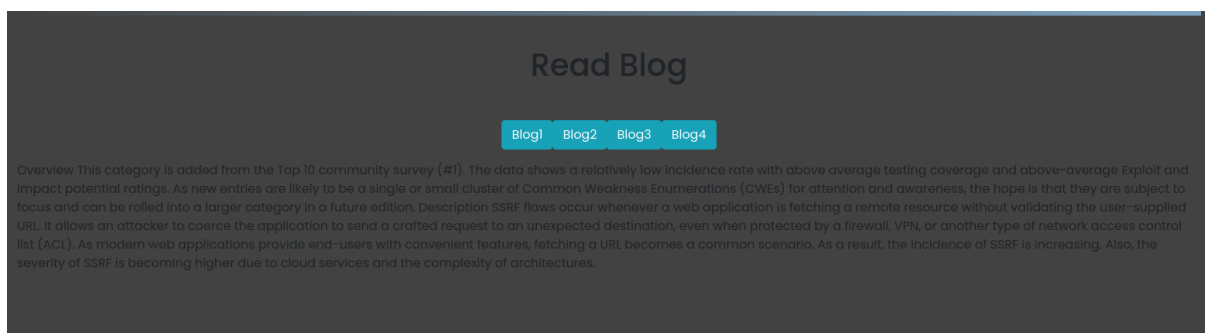 Read Blog
Blog1 Blog2 Blog3 Blog4
Overview This category is added from the Top 10 community survey (#1). The data shows a relatively low incidence rate with above average testing coverage and above-average Exploit and
Impact potential ratings. As new entries are likely to be a single or small cluster of Common Weakness Enumerations (CWEs) for attention and awareness, the hope is that they are subject to
focus and can be rolled into a larger category in a future edition. Description SSRF flaws occur whenever a web application is fetching a remote resource without validating the user-supplied
URL. It allows an attacker to coerce the application to send a crafted request to an unexpected destination, even when protected by a firewall, VPN, or another type of network access control
list (ACL). As modern web applications provide end-users with convenient features, fetching a URL becomes a common scenario. As a result, the incidence of SSRF is increasing. Also, the
severity of SSRF is becoming higher due to cloud services and the complexity of architectures.